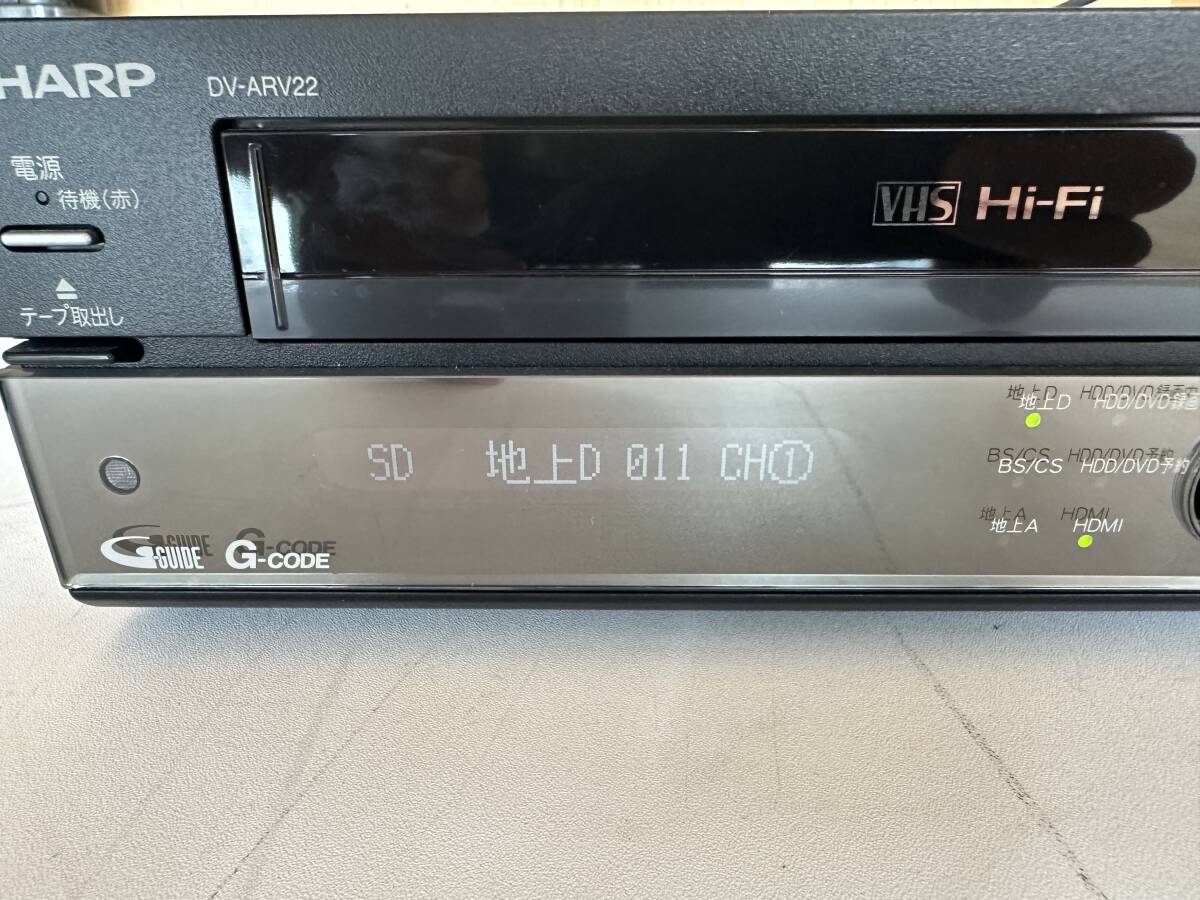 HARP
DV-ARV22
電源
待機(赤)
テープ取出し
VHS Hi-Fi
SD 地上D 011 CH①
地上D HDD/DVD録画
BS/CS HDD/DVD予約
地上A HDMI
G-GUIDE G-CODE